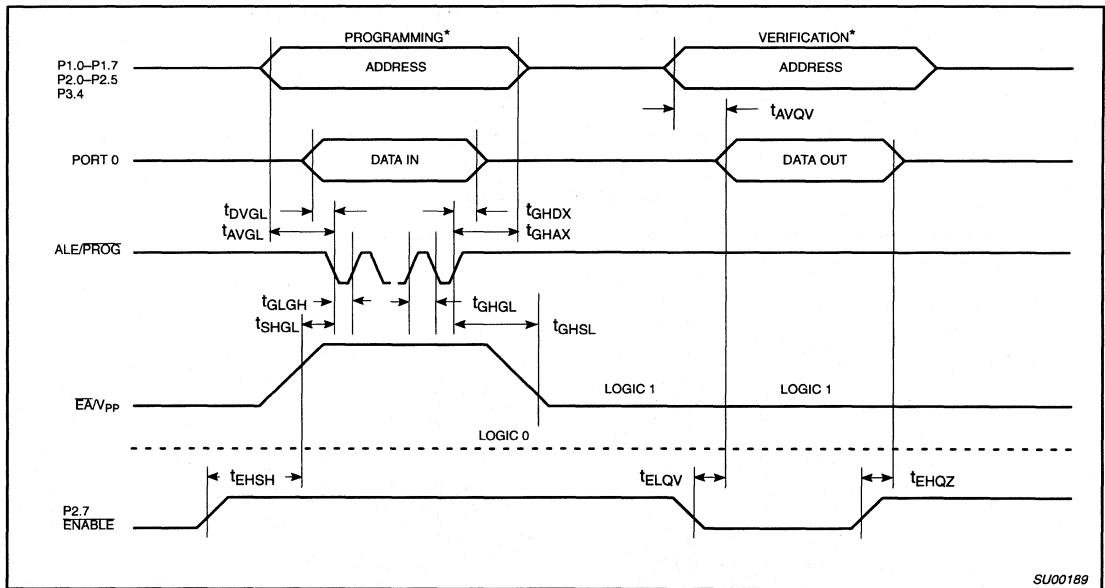 PROGRAMMING*
VERIFICATION*
P1.0–P1.7
P2.0–P2.5
P3.4
ADDRESS
ADDRESS
tAVQV
PORT 0
DATA IN
DATA OUT
tDVGL
tGHDX
tAVGL
tGHAX
ALE/PROG
tGLGH
tGHGL
tSHGL
tGHSL
EA/VPP
LOGIC 1
LOGIC 1
LOGIC 0
tEHSH
tELQV
tEHQZ
P2.7
ENABLE
SU00189